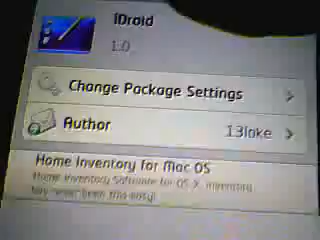 iDroid
1.0
Change Package Settings
Author
13lake
Home Inventory for Mac OS
Home Inventory Software for OS X. Inventory
has never been this easy!